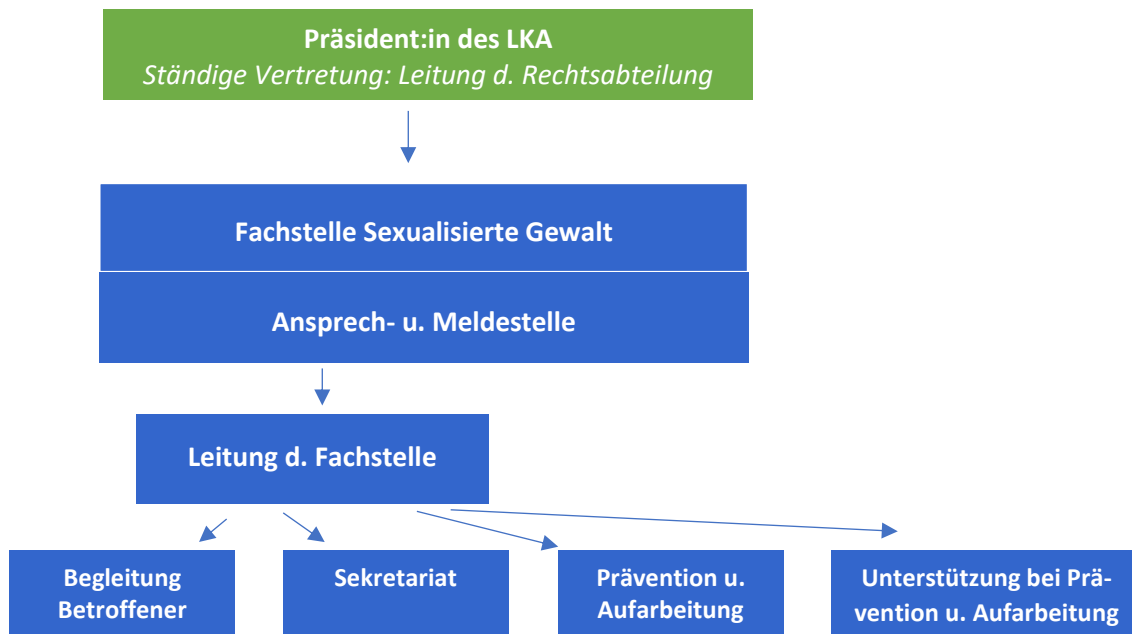 Präsident:in des LKA
Ständige Vertretung: Leitung d. Rechtsabteilung
Fachstelle Sexualisierte Gewalt
Ansprech- u. Meldestelle
Leitung d. Fachstelle
Begleitung
Betroffener
Sekretariat
Prävention u.
Aufarbeitung
Unterstützung bei Prä-
vention u. Aufarbeitung